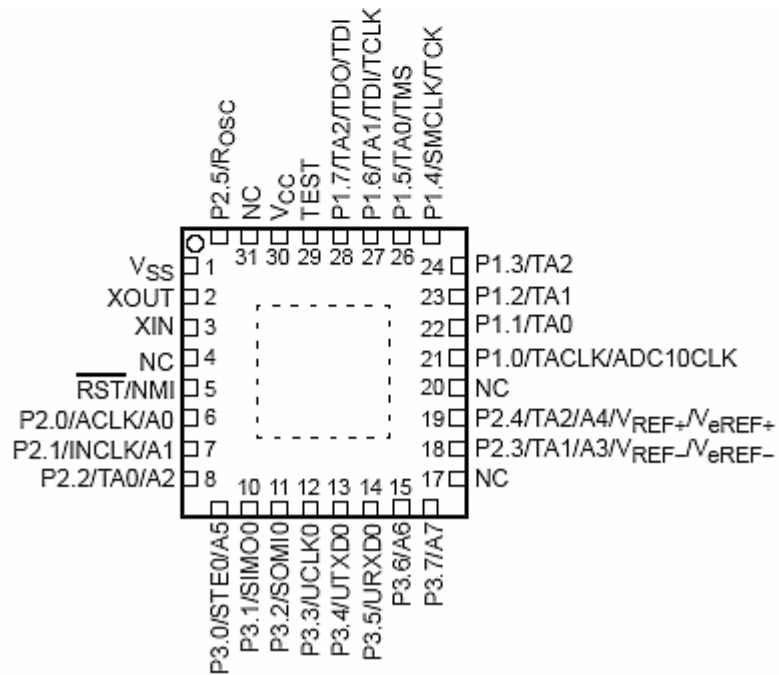 P2.5/ROSC
NC
VCC
TEST
P1.7/TA2/TDO/TDI
P1.6/TA1/TDI/TCLK
P1.5/TA0/TMS
P1.4/SMCLK/TCK
31 30 29 28 27 26
VSS 1
XOUT 2
XIN 3
NC 4
RST/NMI 5
P2.0/ACLK/A0 6
P2.1/INCLK/A1 7
P2.2/TA0/A2 8
24 P1.3/TA2
23 P1.2/TA1
22 P1.1/TA0
21 P1.0/TACLK/ADC10CLK
20 NC
19 P2.4/TA2/A4/VREF+/VeREF+
18 P2.3/TA1/A3/VREF−/VeREF−
17 NC
10 11 12 13 14 15
P3.0/STE0/A5
P3.1/SIMO0
P3.2/SOMI0
P3.3/UCLK0
P3.4/UTXD0
P3.5/URXD0
P3.6/A6
P3.7/A7